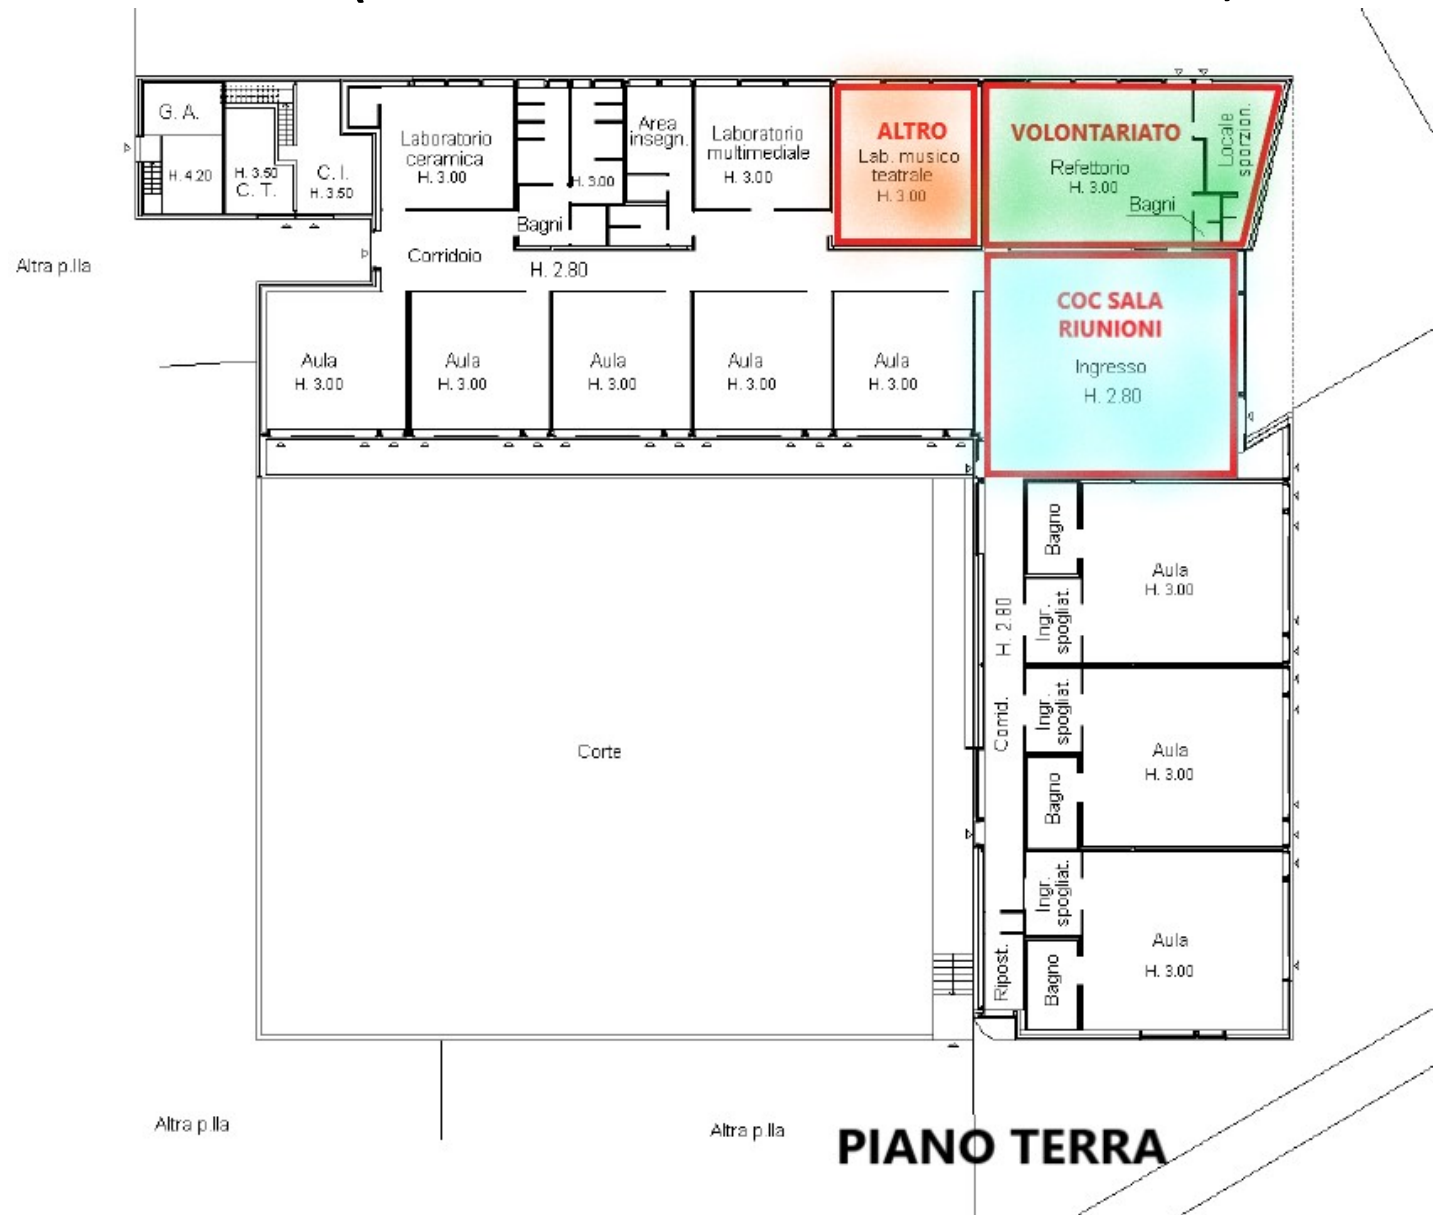 G. A.
H. 4.20
H. 3.50
C. T.
C. I.
H. 3.50
Laboratorio
ceramica
H. 3.00
H. 3.00
Bagni
Area
insegn.
Laboratorio
multimediale
H. 3.00
ALTRO
Lab. musico
teatrale
H. 3.00
VOLONTARIATO
Refettorio
H. 3.00
Bagni
Locale
sporzion.
Altra p.lla
Corridoio
H. 2.80
COC SALA
RIUNIONI
Ingresso
H. 2.80
Aula
H. 3.00
Aula
H. 3.00
Aula
H. 3.00
Aula
H. 3.00
Aula
H. 3.00
Bagno
Aula
H. 3.00
Ingr.
spogliat.
H. 2.80
Corrid.
Ingr.
spogliat.
Aula
H. 3.00
Bagno
Corte
Ingr.
spogliat.
Aula
H. 3.00
Ripost.
Bagno
Altra p.lla
Altra p.lla
PIANO TERRA